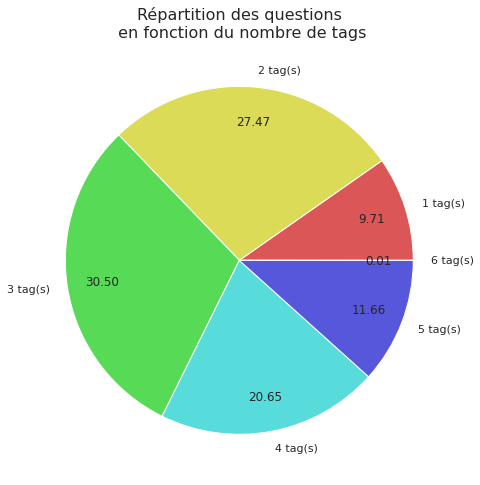 Répartition des questions
en fonction du nombre de tags
2 tag(s)
27.47
1 tag(s)
9.71
0.01
6 tag(s)
30.50
3 tag(s)
11.66
5 tag(s)
20.65
4 tag(s)